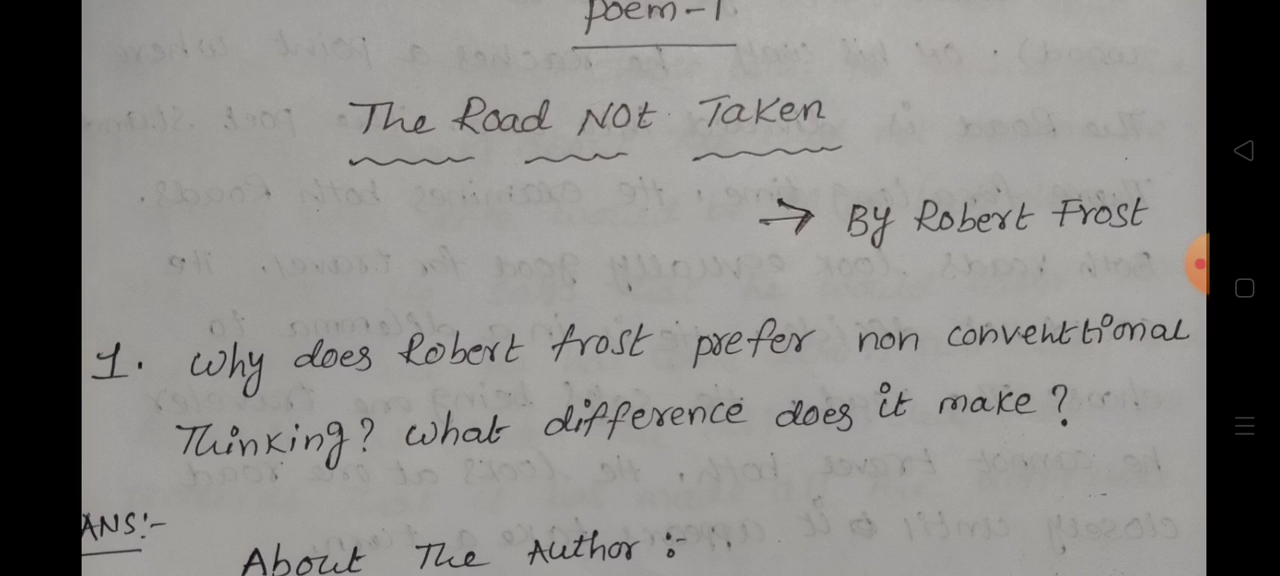 Poem-1
The Road Not Taken
→ By Robert Frost
1. Why does Robert frost prefer non conventional
Thinking? What difference does it make?
ANS:-
About The Author :-